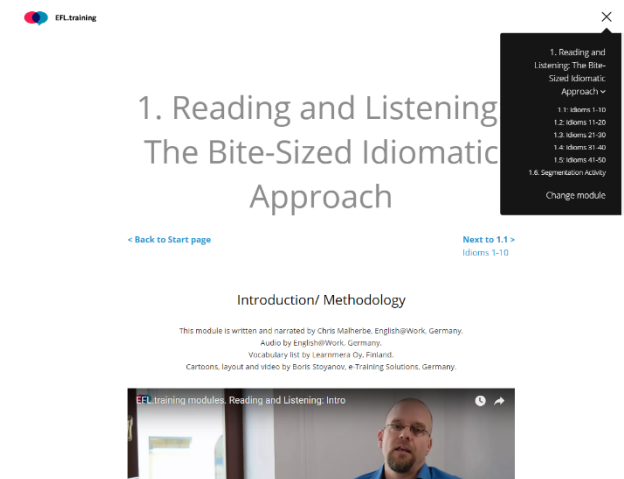 EFL.training
1. Reading and
Listening: The Bite-
Sized Idiomatic
Approach
1.1: Idioms 1-10
1.2: Idioms 11-20
1.3: Idioms 21-30
1.4: Idioms 31-40
1.5: Idioms 41-50
1.6: Segmentation Activity
Change module
1. Reading and Listening
The Bite-Sized Idiomatic
Approach
< Back to Start page
Next to 1.1 >
Idioms 1-10
Introduction/ Methodology
This module is written and narrated by Chris Malherbe, English@Work, Germany.
Audio by English@Work, Germany.
Vocabulary list by Learnmera Oy, Finland.
Cartoons, layout and video by Boris Stoyanov, e-Training Solutions, Germany.
EFL.training modules. Reading and Listening: Intro